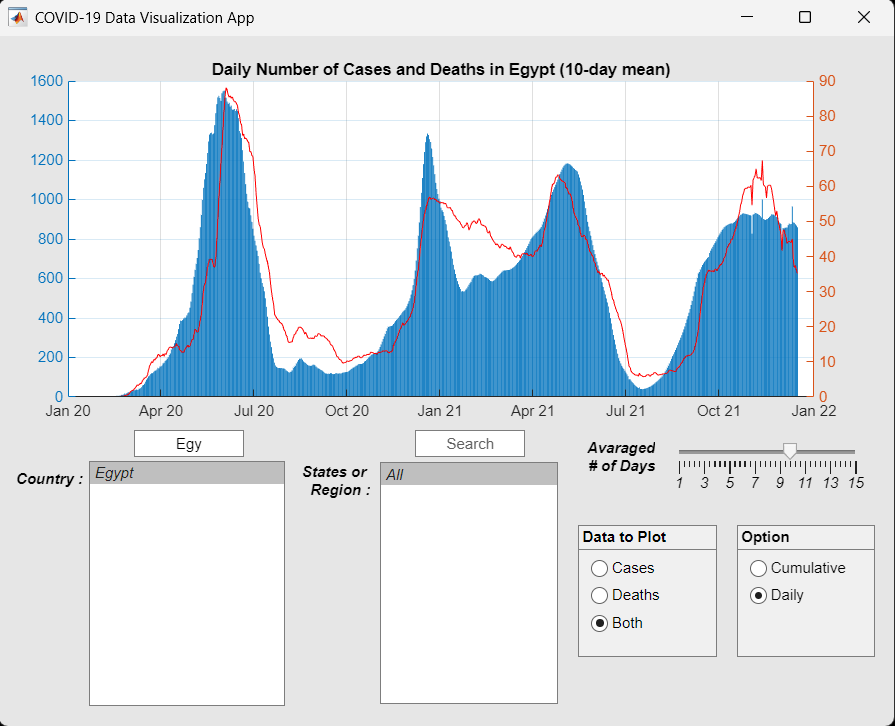 COVID-19 Data Visualization App
Daily Number of Cases and Deaths in Egypt (10-day mean)
1600
1400
1200
1000
800
600
400
200
0
90
80
70
60
50
40
30
20
10
0
Jan 20 Apr 20 Jul 20 Oct 20 Jan 21 Apr 21 Jul 21 Oct 21 Jan 22
Egy
Country :
Egypt
Search
States or
Region :
All
Avaraged
# of Days
1 3 5 7 9 11 13 15
Data to Plot
Cases
Deaths
Both
Option
Cumulative
Daily